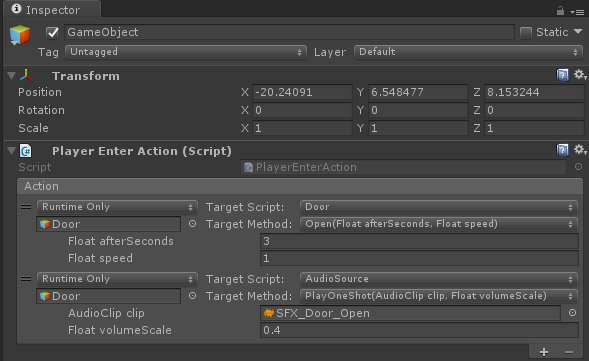 Inspector
GameObject Static
Tag Untagged Layer Default
Transform
Position X -20.24091 Y 6.548477 Z 8.153244
Rotation X 0 Y 0 Z 0
Scale X 1 Y 1 Z 1
Player Enter Action (Script)
Script PlayerEnterAction
Action
Runtime Only Target Script: Door
Door Target Method: Open(Float afterSeconds, Float speed)
Float afterSeconds 3
Float speed 1
Runtime Only Target Script: AudioSource
Door Target Method: PlayOneShot(AudioClip clip, Float volumeScale)
AudioClip clip SFX_Door_Open
Float volumeScale 0.4